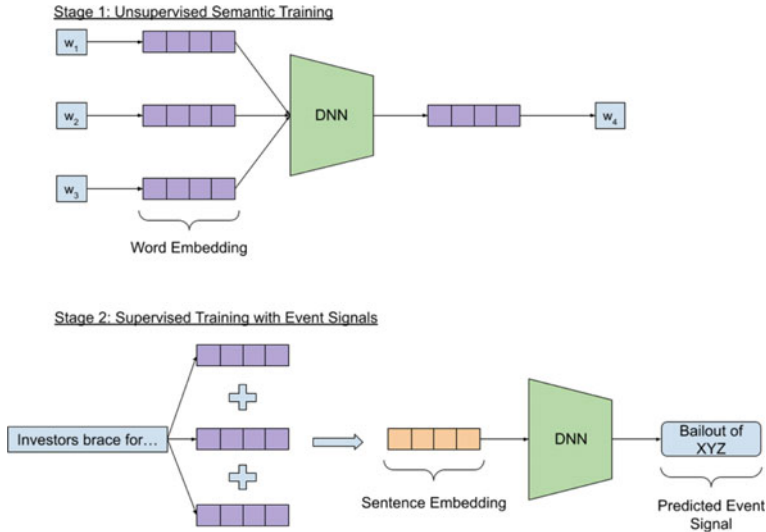 Stage 1: Unsupervised Semantic Training
w1
w2
DNN
w4
w3
Word Embedding
Stage 2: Supervised Training with Event Signals
Investors brace for...
DNN
Bailout of
XYZ
Sentence Embedding
Predicted Event
Signal